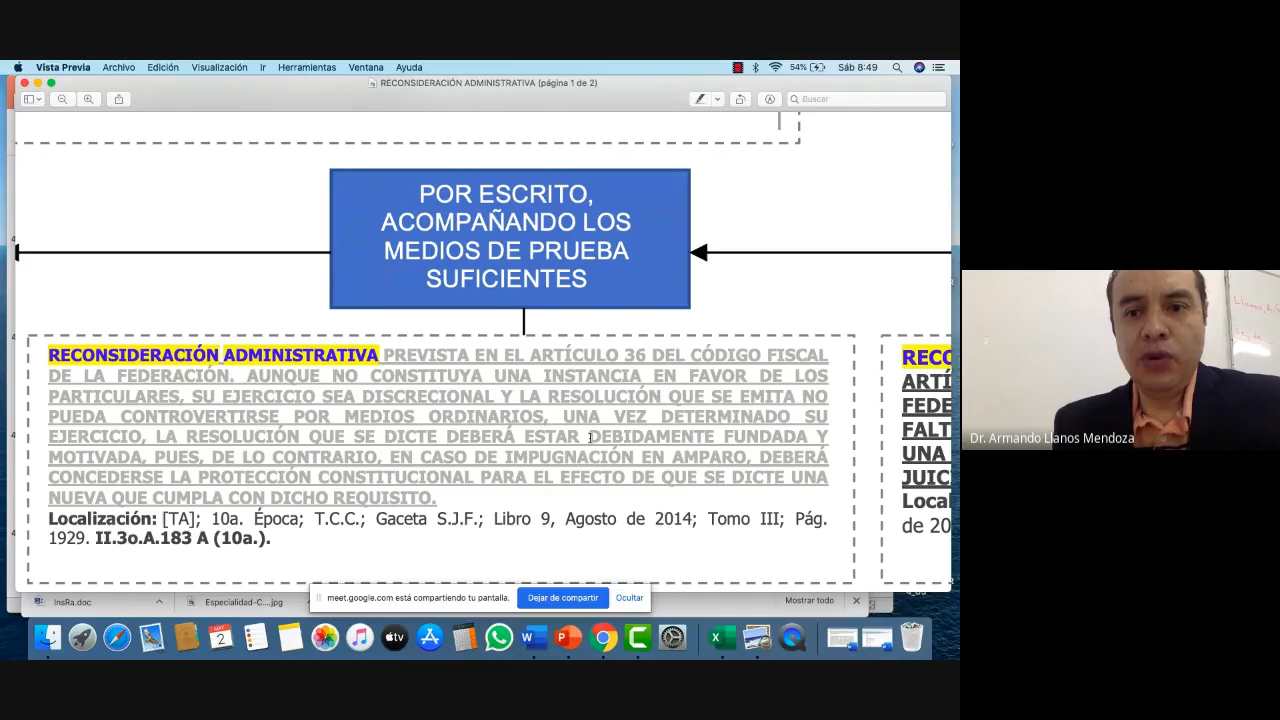 Vista Previa Archivo Edición Visualización Ir Herramientas Ventana Ayuda 54% Sáb 8:49
RECONSIDERACIÓN ADMINISTRATIVA (página 1 de 2)
Buscar
POR ESCRITO,
ACOMPAÑANDO LOS
MEDIOS DE PRUEBA
SUFICIENTES
RECONSIDERACIÓN ADMINISTRATIVA PREVISTA EN EL ARTÍCULO 36 DEL CÓDIGO FISCAL
DE LA FEDERACIÓN. AUNQUE NO CONSTITUYA UNA INSTANCIA EN FAVOR DE LOS
PARTICULARES, SU EJERCICIO SEA DISCRECIONAL Y LA RESOLUCIÓN QUE SE EMITA NO
PUEDA CONTROVERTIRSE POR MEDIOS ORDINARIOS, UNA VEZ DETERMINADO SU
EJERCICIO, LA RESOLUCIÓN QUE SE DICTE DEBERÁ ESTAR DEBIDAMENTE FUNDADA Y
MOTIVADA, PUES, DE LO CONTRARIO, EN CASO DE IMPUGNACIÓN EN AMPARO, DEBERÁ
CONCEDERSE LA PROTECCIÓN CONSTITUCIONAL PARA EL EFECTO DE QUE SE DICTE UNA
NUEVA QUE CUMPLA CON DICHO REQUISITO.
Localización: [TA]; 10a. Época; T.C.C.; Gaceta S.J.F.; Libro 9, Agosto de 2014; Tomo III; Pág.
1929. II.3o.A.183 A (10a.).
RECO
ARTÍ
FEDE
FALT
UNA
JUIC
Local
de 20
meet.google.com está compartiendo tu pantalla. Dejar de compartir Ocultar
InsRa.doc
Especialidad-C....jpg
Mostrar todo
MAY
2
tv
Dr. Armando Llanos Mendoza